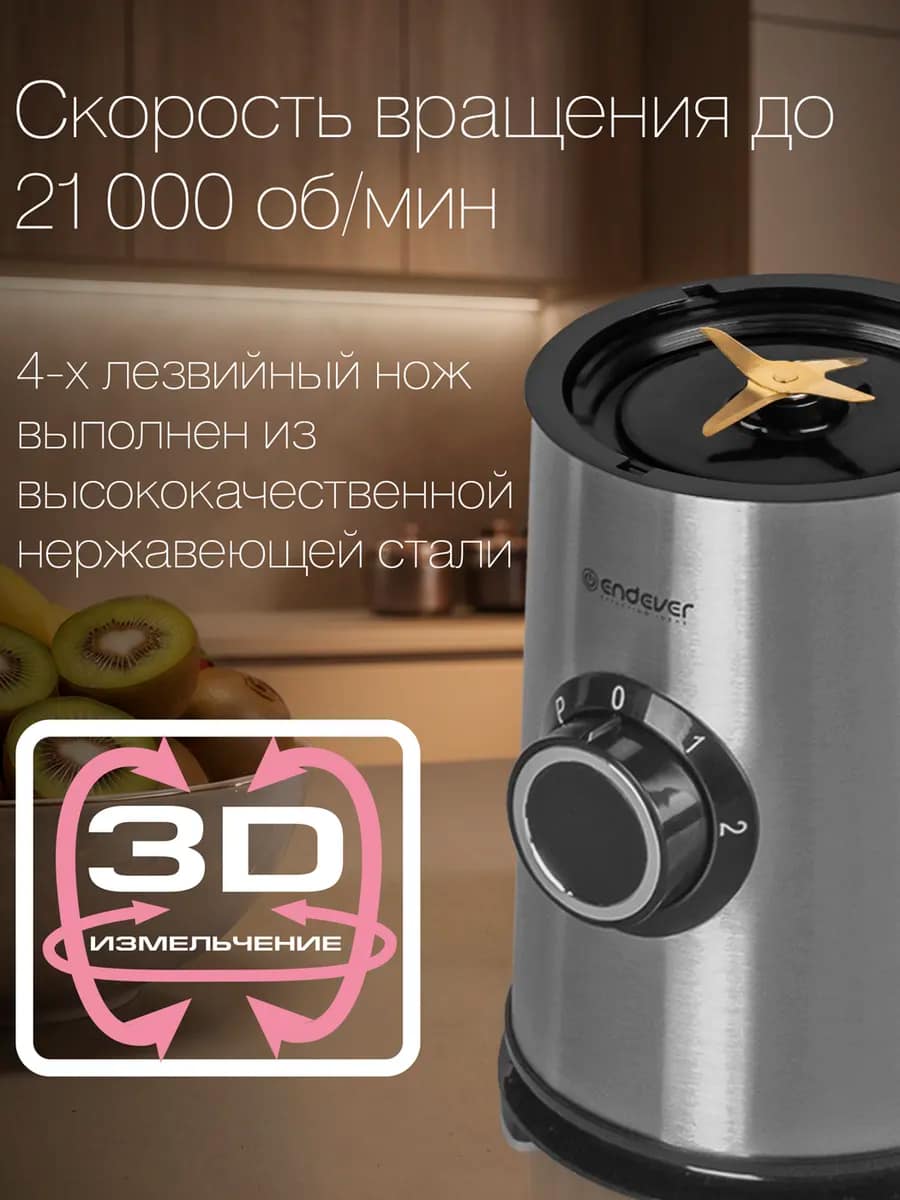 Скорость вращения до
21 000 об/мин
4-х лезвийный нож
выполнен из
высококачественной
нержавеющей стали
endever
P 0 1 2
3D
ИЗМЕЛЬЧЕНИЕ